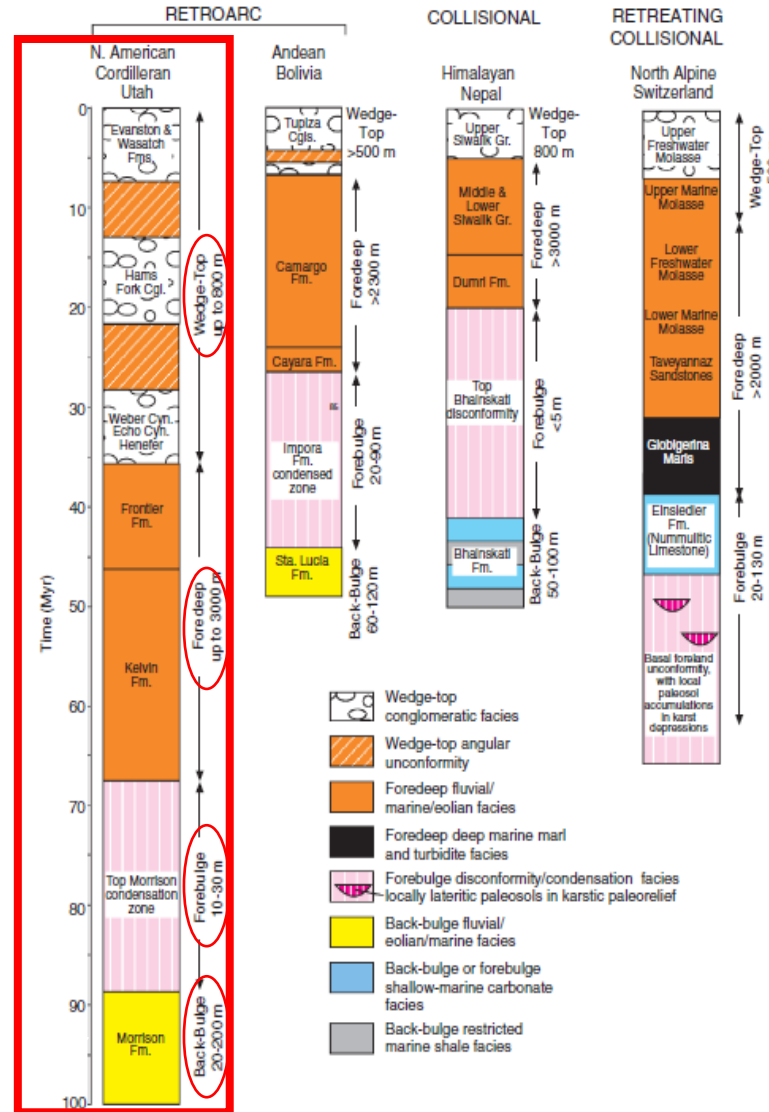 RETROARC
COLLISIONAL
RETREATING
COLLISIONAL
N. American
Cordilleran
Utah
Andean
Bolivia
Himalayan
Nepal
North Alpine
Switzerland
Time (Myr)
0
10
20
30
40
50
60
70
80
90
100
Evanston &
Wasatch
Fms.
Hams
Fork Cgl.
Weber Cyn.
Echo Cyn.
Henefer
Frontier
Fm.
Kelvin
Fm.
Top Morrison
condensation
zone
Morrison
Fm.
Wedge-Top
up to 800 m
Foredeep
up to 3000 m
Forebulge
10-30 m
Back-Bulge
20-200 m
Tupiza
Cgls.
Camargo
Fm.
Cayara Fm.
Impora
Fm.
condensed
zone
Sta. Lucia
Fm.
Wedge-
Top
>500 m
Foredeep
>2300 m
Forebulge
20-90 m
Back-Bulge
60-120 m
Upper
Siwalik Gr.
Middle &
Lower
Siwalik Gr.
Dumri Fm.
Top
Bhainskati
disconformity
Bhainskati
Fm.
Wedge-
Top
800 m
Foredeep
>3000 m
Forebulge
<5 m
Back-Bulge
50-100 m
Upper
Freshwater
Molasse
Upper Marine
Molasse
Lower
Freshwater
Molasse
Lower Marine
Molasse
Taveyannaz
Sandstones
Globigerina
Marls
Einsiedler
Fm.
(Nummulitic
Limestone)
Basal foreland
unconformity,
with local
paleosol
accumulations
in karst
depressions
Wedge-Top
Foredeep
>2000 m
Forebulge
20-130 m
Wedge-top
conglomeratic facies
Wedge-top angular
unconformity
Foredeep fluvial/
marine/eolian facies
Foredeep deep marine marl
and turbidite facies
Forebulge disconformity/condensation facies
locally lateritic paleosols in karstic paleorelief
Back-bulge fluvial/
eolian/marine facies
Back-bulge or forebulge
shallow-marine carbonate
facies
Back-bulge restricted
marine shale facies